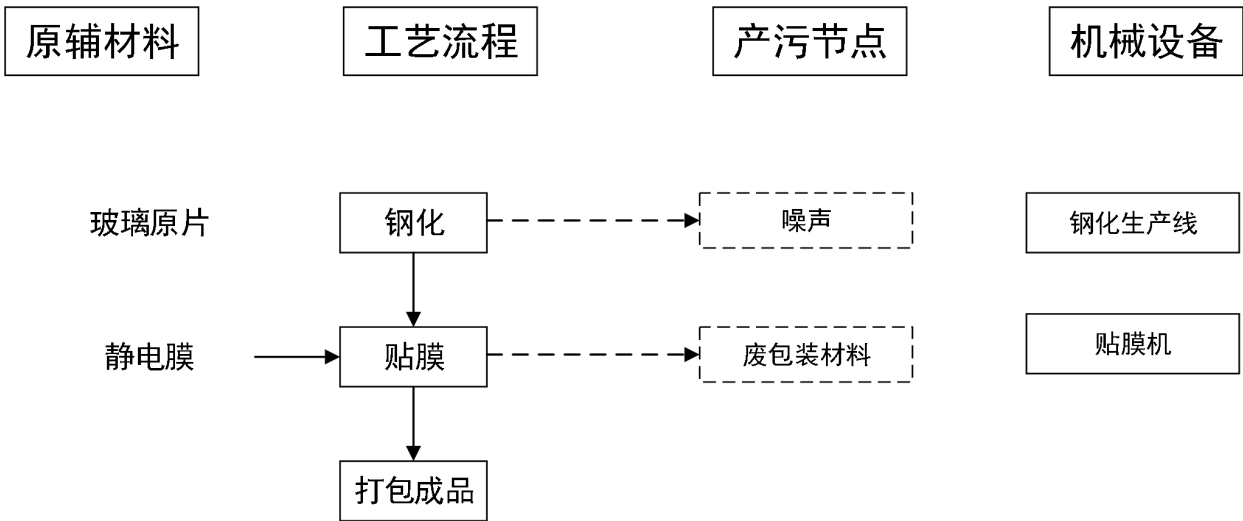 原辅材料
工艺流程
产污节点
机械设备
玻璃原片
钢化
噪声
钢化生产线
静电膜
贴膜
废包装材料
贴膜机
打包成品